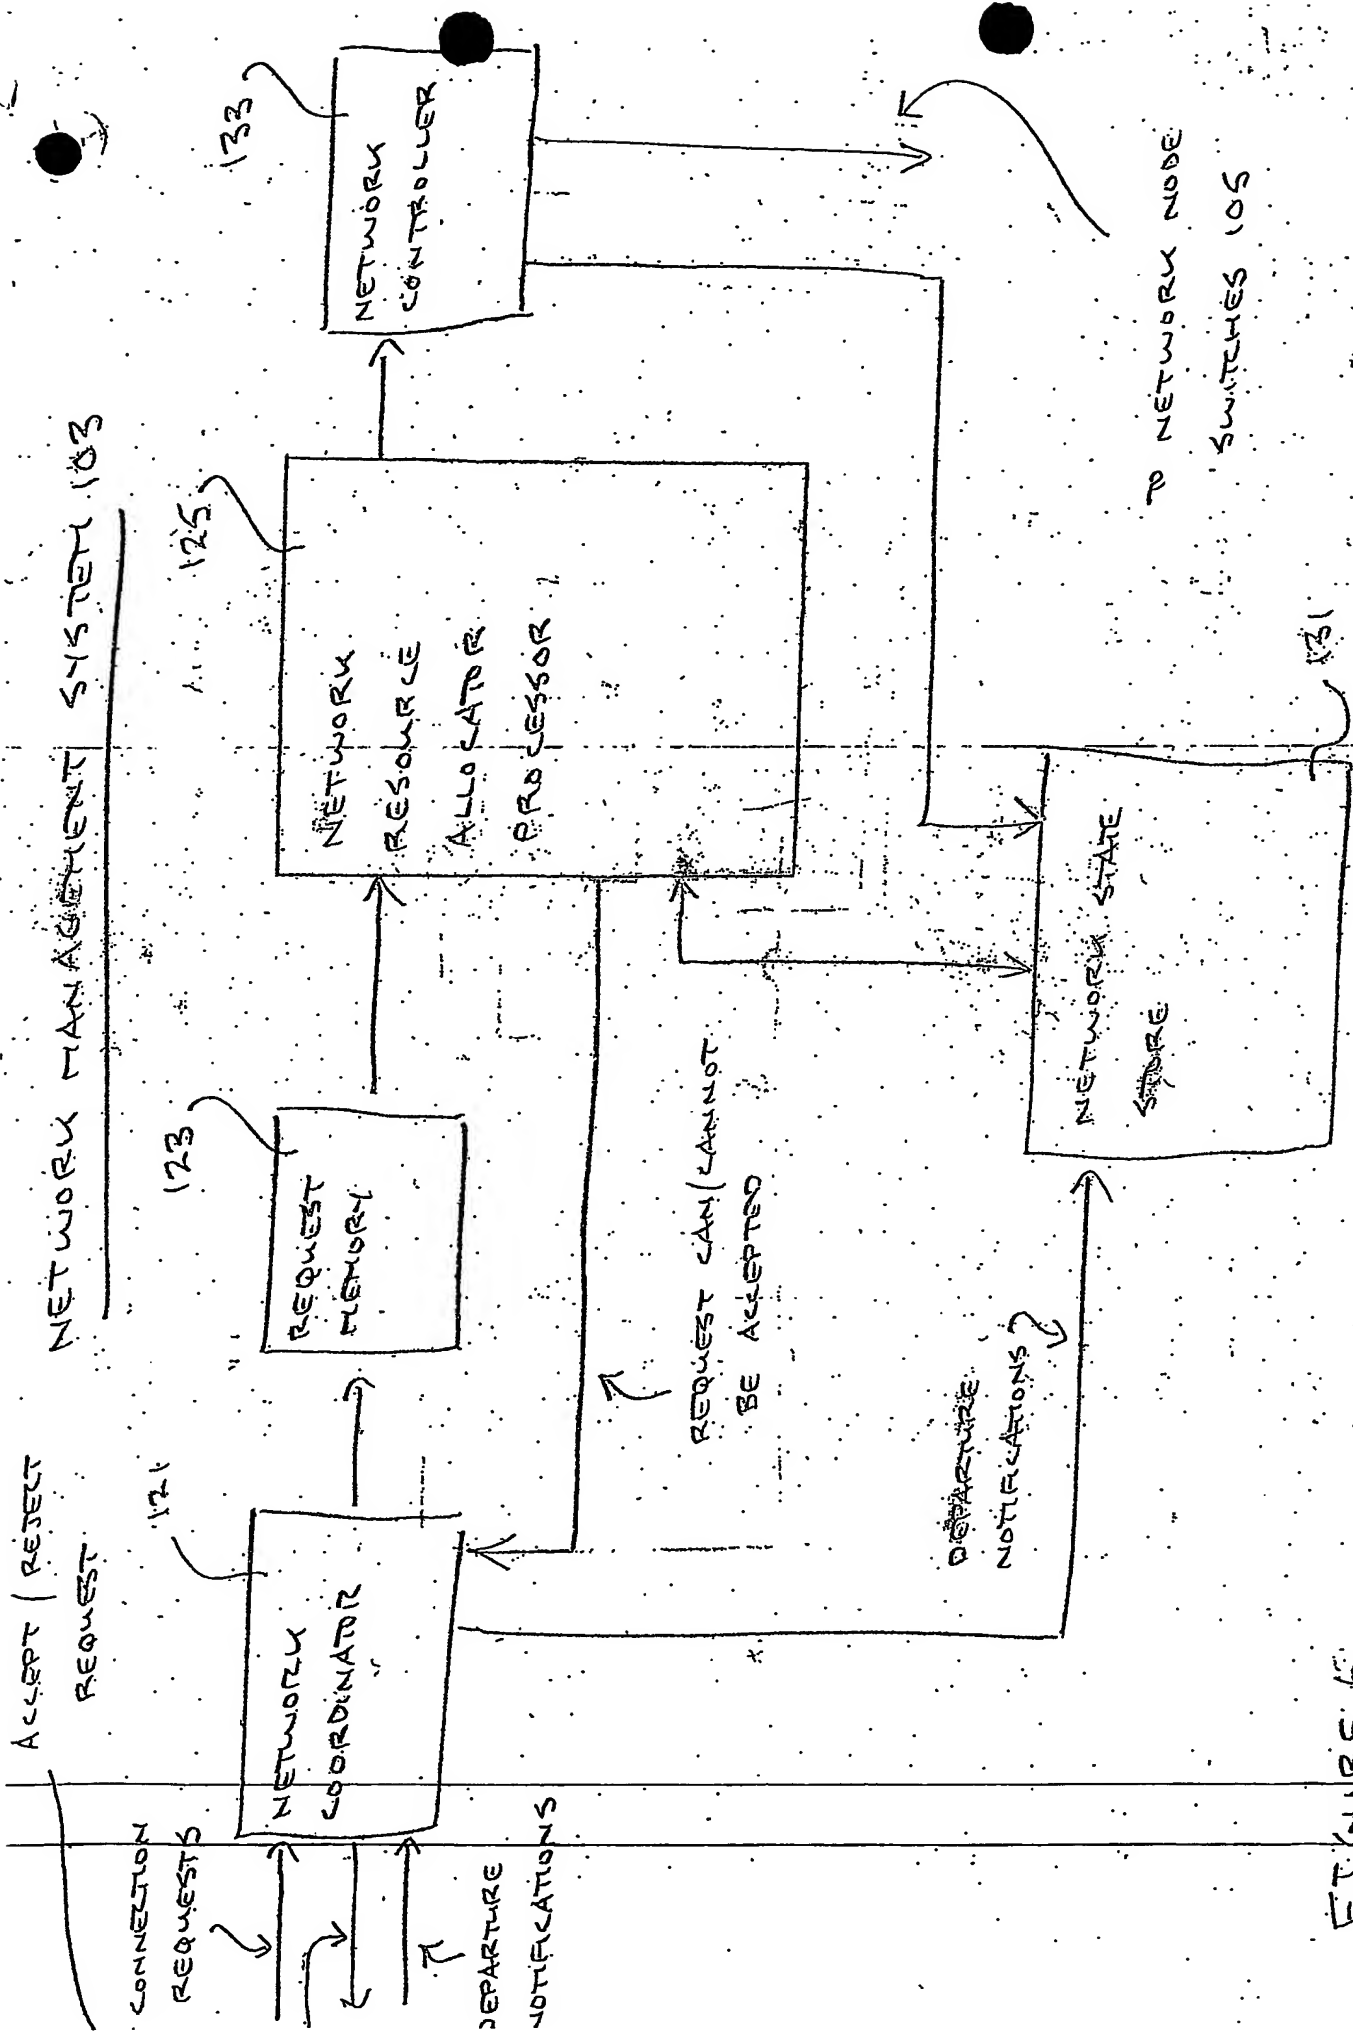 NETWORK MANAGEMENT SYSTEM 103
ACCEPT / REJECT
REQUEST
CONNECTION
REQUESTS
DEPARTURE
NOTIFICATIONS
121
NETWORK
COORDINATOR
123
REQUEST
MEMORY
125
NETWORK
RESOURCE
ALLOCATOR
PROCESSOR
133
NETWORK
CONTROLLER
REQUEST CAN/CANNOT
BE ACCEPTED
DEPARTURE
NOTIFICATIONS
NETWORK STATE
STORE
131
TO NETWORK NODE
SWITCHES 105